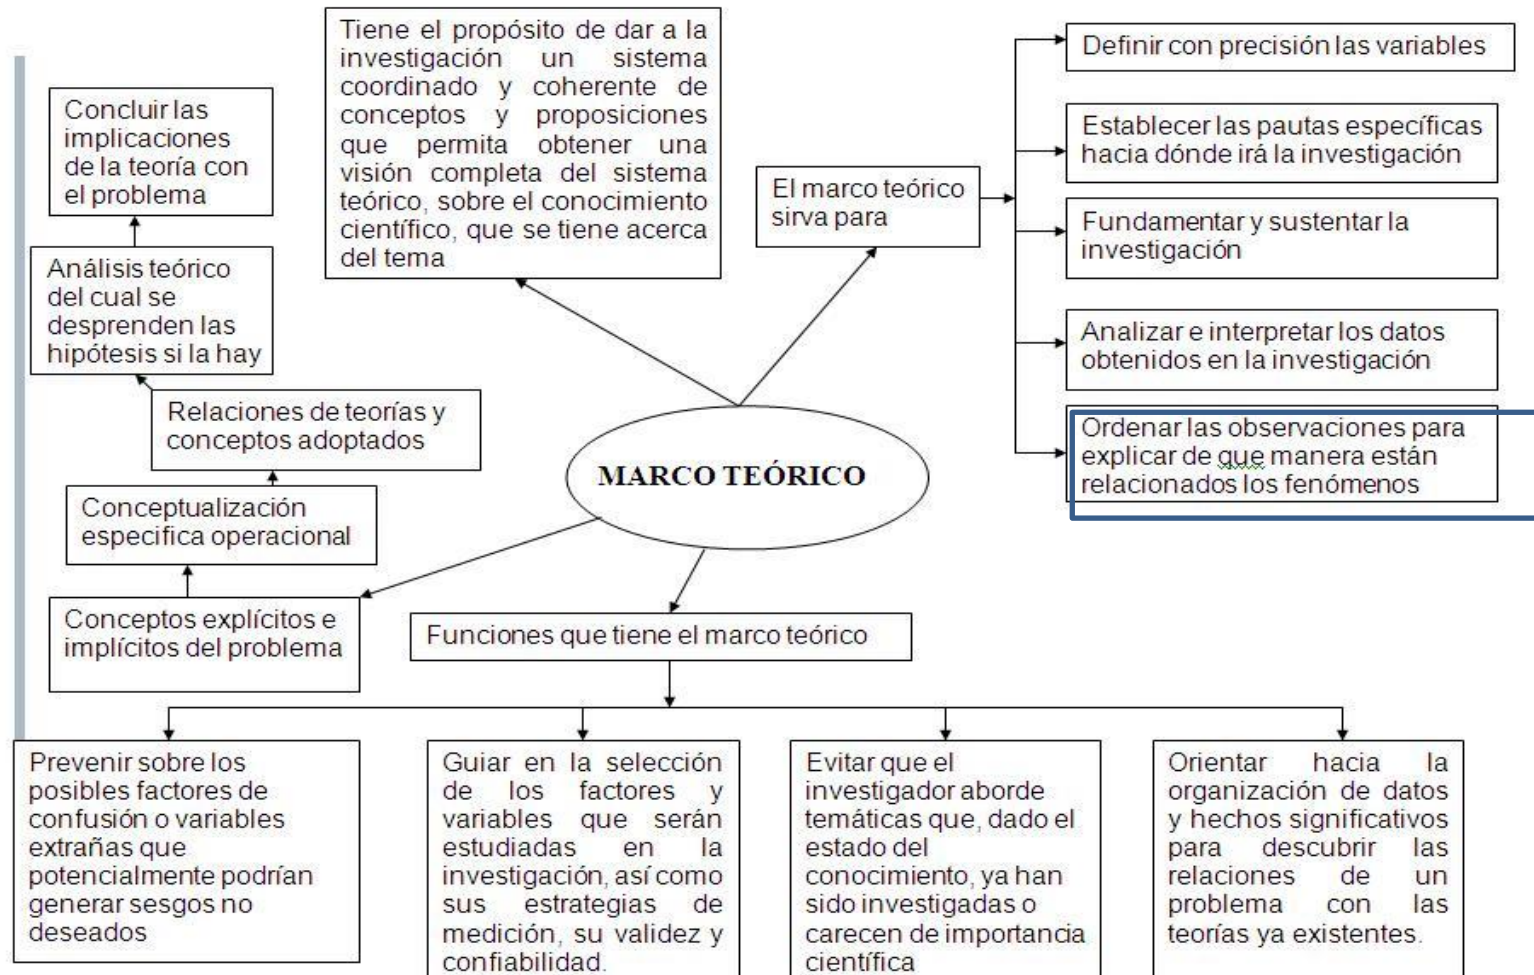 Tiene el propósito de dar a la
investigación un sistema
coordinado y coherente de
conceptos y proposiciones
que permita obtener una
visión completa del sistema
teórico, sobre el conocimiento
científico, que se tiene acerca
del tema
Definir con precisión las variables
Establecer las pautas específicas
hacia dónde irá la investigación
El marco teórico
sirva para
Fundamentar y sustentar la
investigación
Analizar e interpretar los datos
obtenidos en la investigación
Ordenar las observaciones para
explicar de que manera están
relacionados los fenómenos
Concluir las
implicaciones
de la teoría con
el problema
Análisis teórico
del cual se
desprenden las
hipótesis si la hay
Relaciones de teorías y
conceptos adoptados
MARCO TEÓRICO
Conceptualización
especifica operacional
Conceptos explícitos e
implícitos del problema
Funciones que tiene el marco teórico
Prevenir sobre los
posibles factores de
confusión o variables
extrañas que
potencialmente podrían
generar sesgos no
deseados
Guiar en la selección
de los factores y
variables que serán
estudiadas en la
investigación, así como
sus estrategias de
medición, su validez y
confiabilidad.
Evitar que el
investigador aborde
temáticas que, dado el
estado del
conocimiento, ya han
sido investigadas o
carecen de importancia
científica
Orientar hacia la
organización de datos
y hechos significativos
para descubrir las
relaciones de un
problema con las
teorías ya existentes.